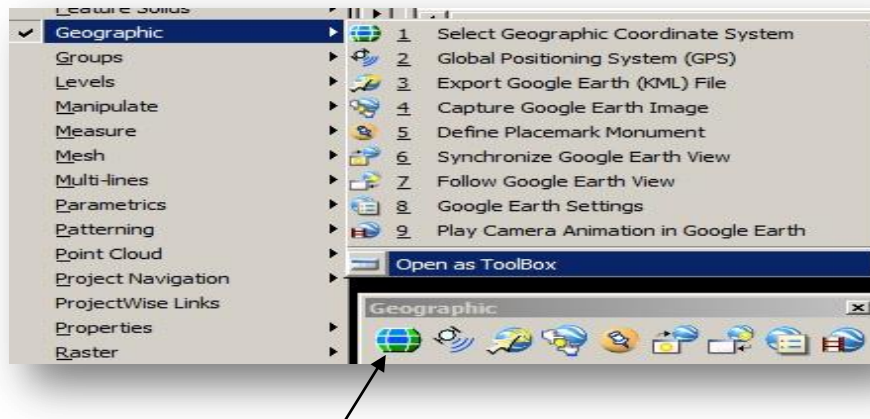 Feature Solids
Geographic
Groups
Levels
Manipulate
Measure
Mesh
Multi-lines
Parametrics
Patterning
Point Cloud
Project Navigation
ProjectWise Links
Properties
Raster
1 Select Geographic Coordinate System
2 Global Positioning System (GPS)
3 Export Google Earth (KML) File
4 Capture Google Earth Image
5 Define Placemark Monument
6 Synchronize Google Earth View
7 Follow Google Earth View
8 Google Earth Settings
9 Play Camera Animation in Google Earth
Open as ToolBox
Geographic